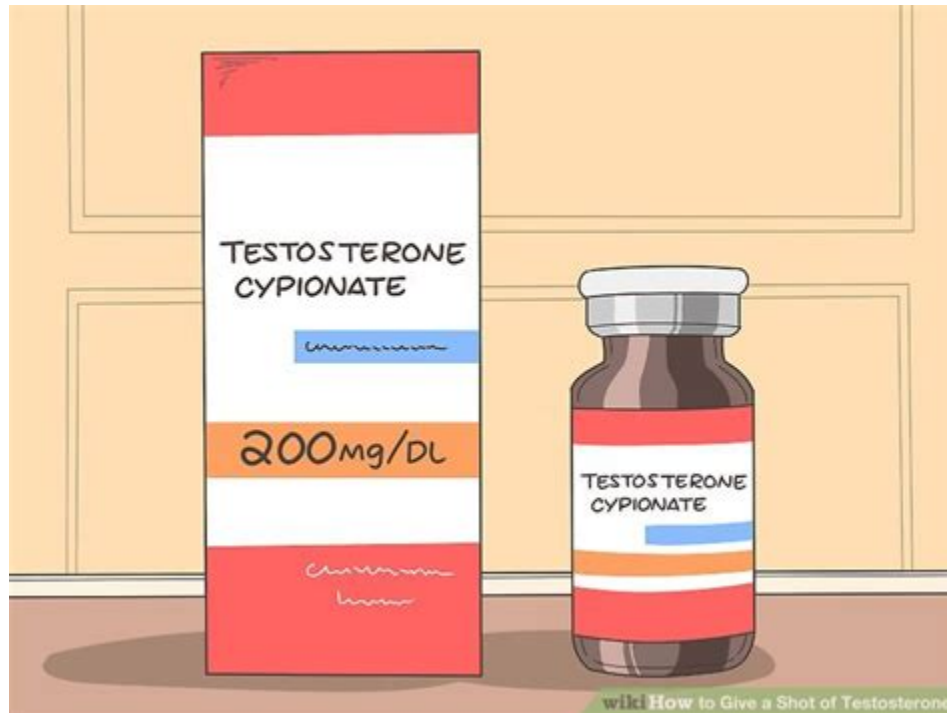 TESTOSTERONE
CYPIONATE
200mg/DL
TESTOSTERONE
CYPIONATE
wikiHow to Give a Shot of Testosterone